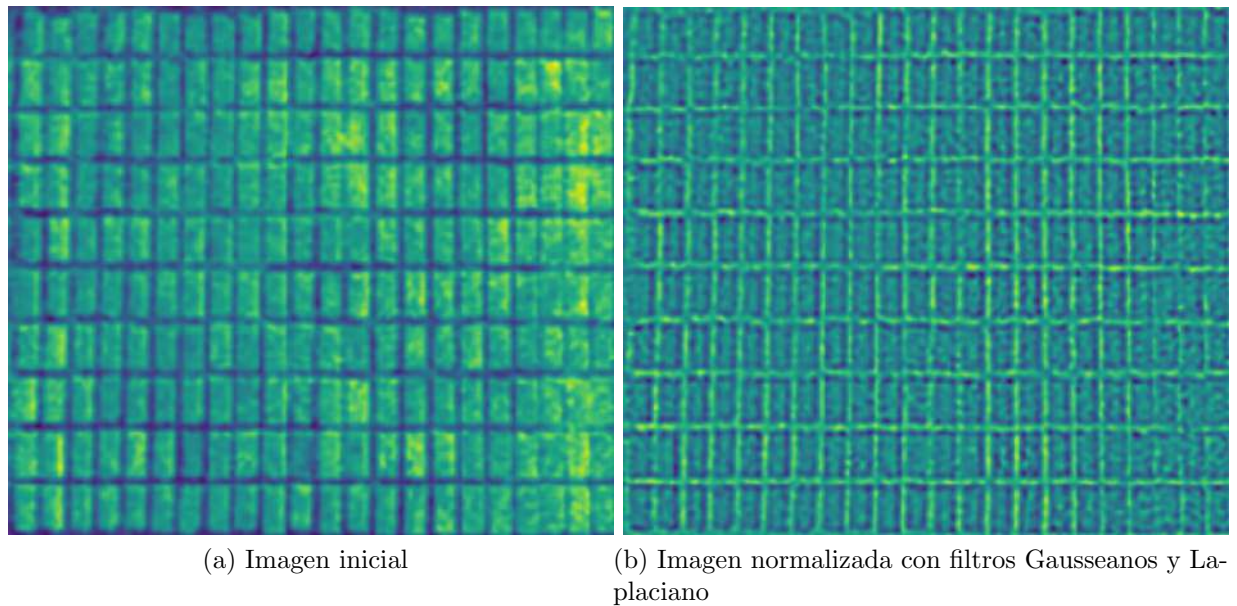 (a) Imagen inicial
(b) Imagen normalizada con filtros Gausseanos y La-
placiano